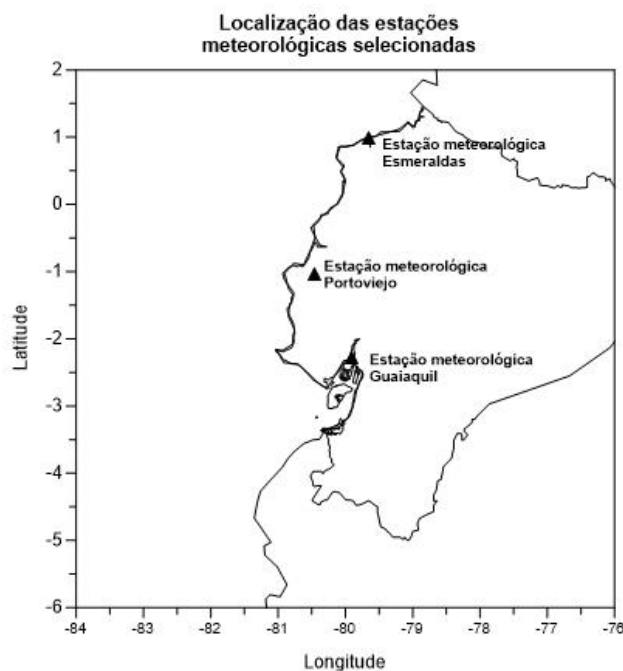 Localização das estações
meteorológicas selecionadas
2
1
0
-1
-2
-3
-4
-5
-6
Latitude
Estação meteorológica
Esmeraldas
Estação meteorológica
Portoviejo
Estação meteorológica
Guaiaquil
-84
-83
-82
-81
-80
-79
-78
-77
-76
Longitude